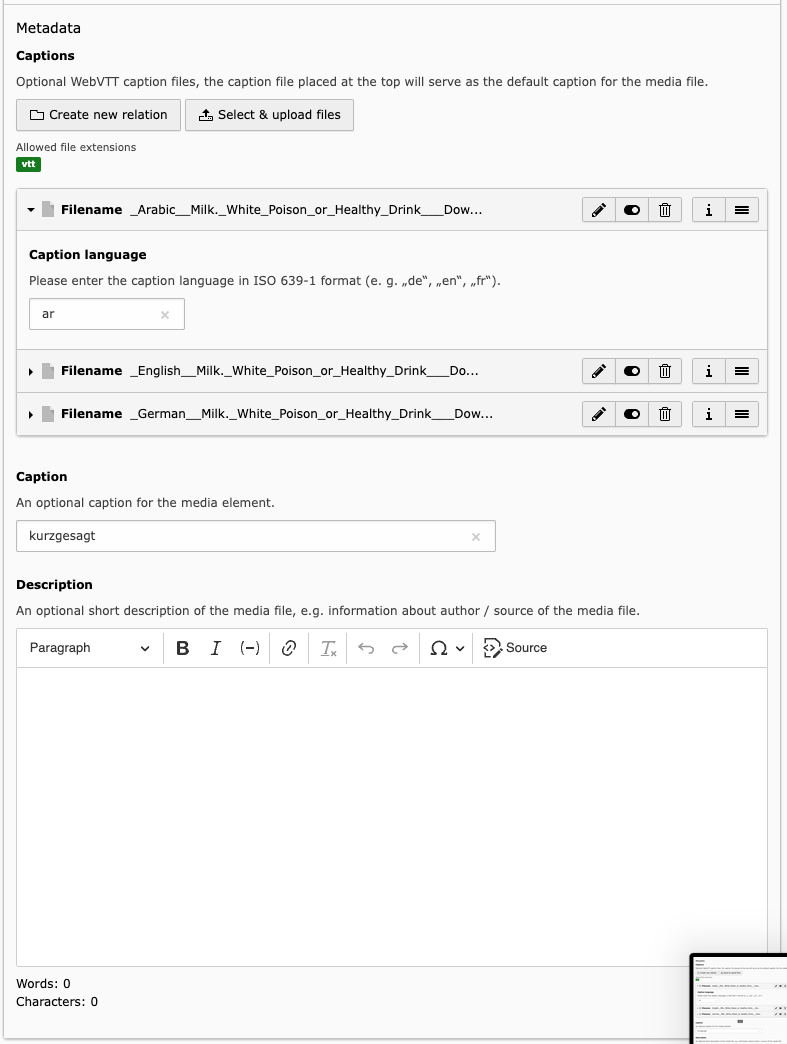 Metadata
Captions
Optional WebVTT caption files, the caption file placed at the top will serve as the default caption for the media file.
Create new relation
Select & upload files
Allowed file extensions
vtt
Filename _Arabic__Milk._White_Poison_or_Healthy_Drink___Dow...
Caption language
Please enter the caption language in ISO 639-1 format (e. g. „de“, „en“, „fr“).
ar
Filename _English__Milk._White_Poison_or_Healthy_Drink___Do...
Filename _German__Milk._White_Poison_or_Healthy_Drink___Dow...
Caption
An optional caption for the media element.
kurzgesagt
Description
An optional short description of the media file, e.g. information about author / source of the media file.
Paragraph
Source
Words: 0
Characters: 0